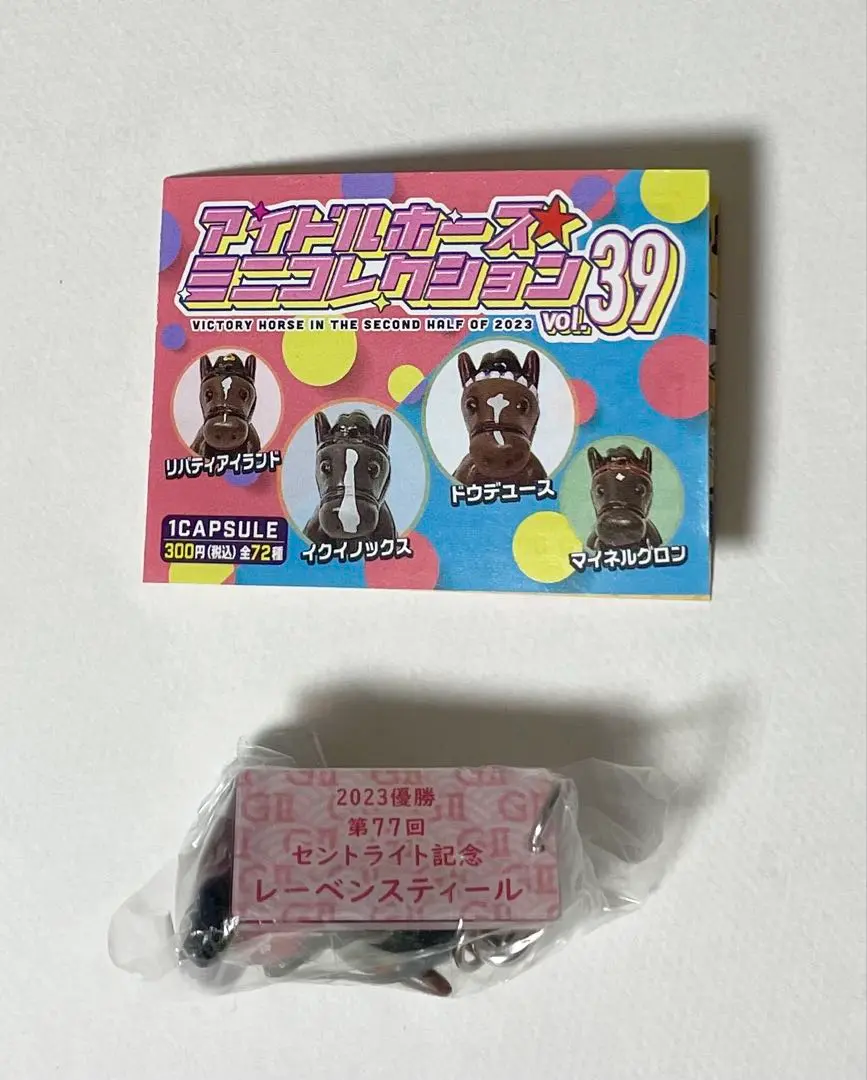 アイドルホース★
ミニコレクション vol.39
VICTORY HORSE IN THE SECOND HALF OF 2023
リバティアイランド
イクイノックス
ドウデュース
マイネルグロン
1CAPSULE
300円(税込)全72種
2023優勝
第77回
セントライト記念
レーベンスティール
GII